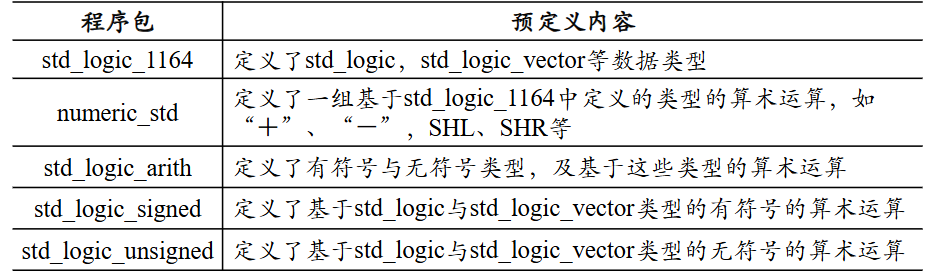 程序包 预定义内容
std_logic_1164 定义了std_logic，std_logic_vector等数据类型
numeric_std 定义了一组基于std_logic_1164中定义的类型的算术运算，如
“＋”、“－”，SHL、SHR等
std_logic_arith 定义了有符号与无符号类型，及基于这些类型的算术运算
std_logic_signed 定义了基于std_logic与std_logic_vector类型的有符号的算术运算
std_logic_unsigned 定义了基于std_logic与std_logic_vector类型的无符号的算术运算